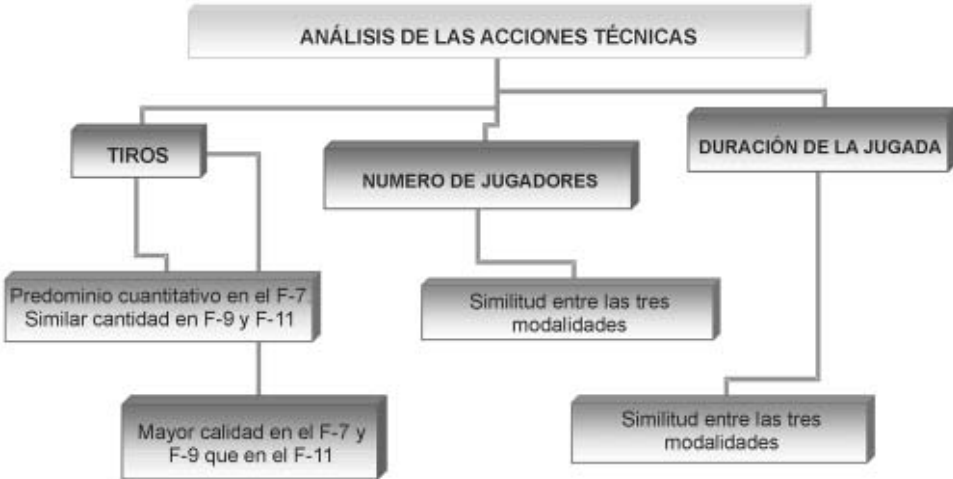 ANÁLISIS DE LAS ACCIONES TÉCNICAS
TIROS
NUMERO DE JUGADORES
DURACIÓN DE LA JUGADA
Predominio cuantitativo en el F-7.
Similar cantidad en F-9 y F-11
Similitud entre las tres
modalidades
Mayor calidad en el F-7 y
F-9 que en el F-11
Similitud entre las tres
modalidades